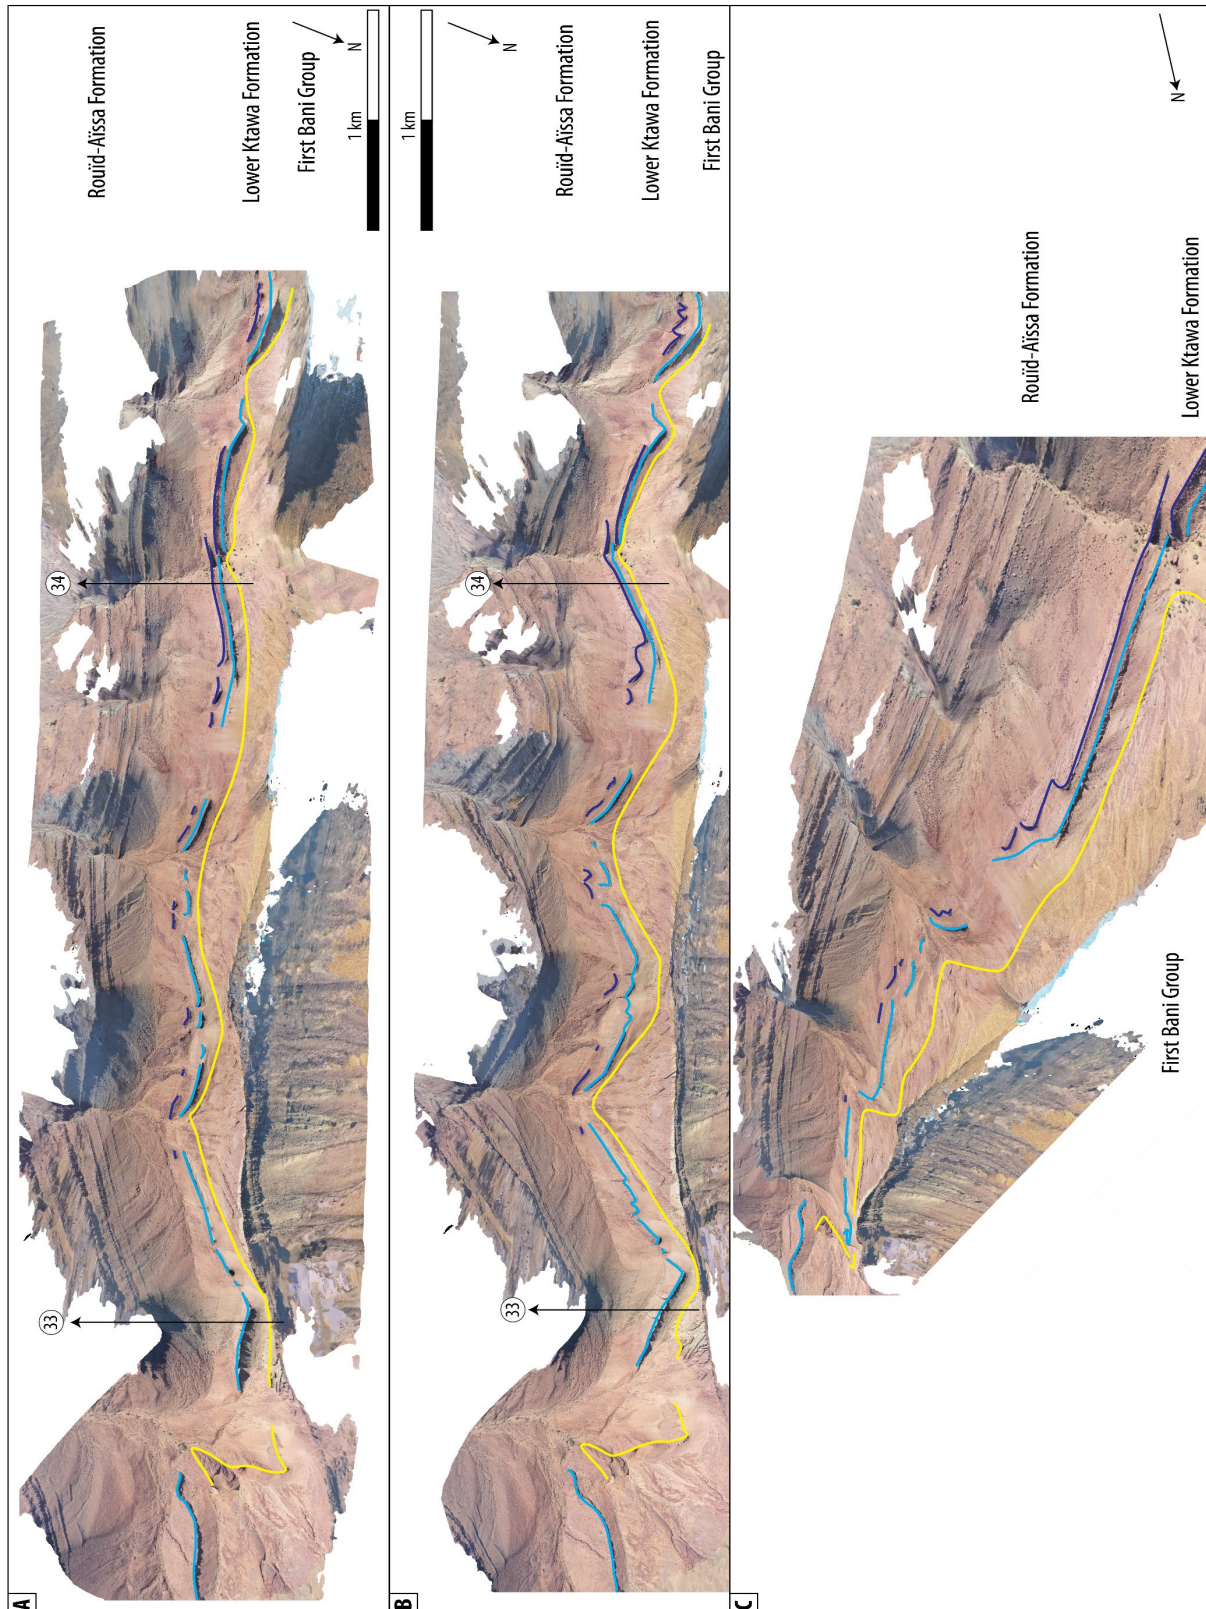 A
Rouïd-Aïssa Formation
Lower Ktawa Formation
First Bani Group
N
1 km
34
33
B
1 km
N
Rouïd-Aïssa Formation
Lower Ktawa Formation
First Bani Group
34
33
C
N
Rouïd-Aïssa Formation
Lower Ktawa Formation
First Bani Group